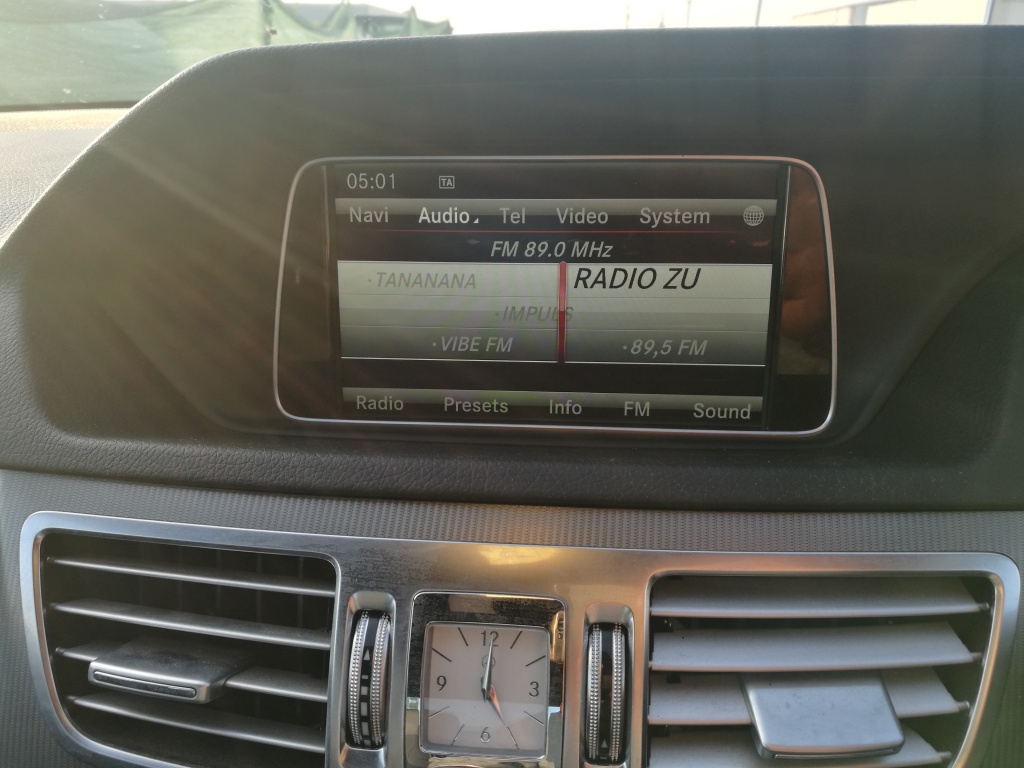 05:01 TA
Navi Audio Tel Video System
FM 89.0 MHz
·TANANANA RADIO ZU
·IMPULS
·VIBE FM ·89,5 FM
Radio Presets Info FM Sound
12
9 3
6